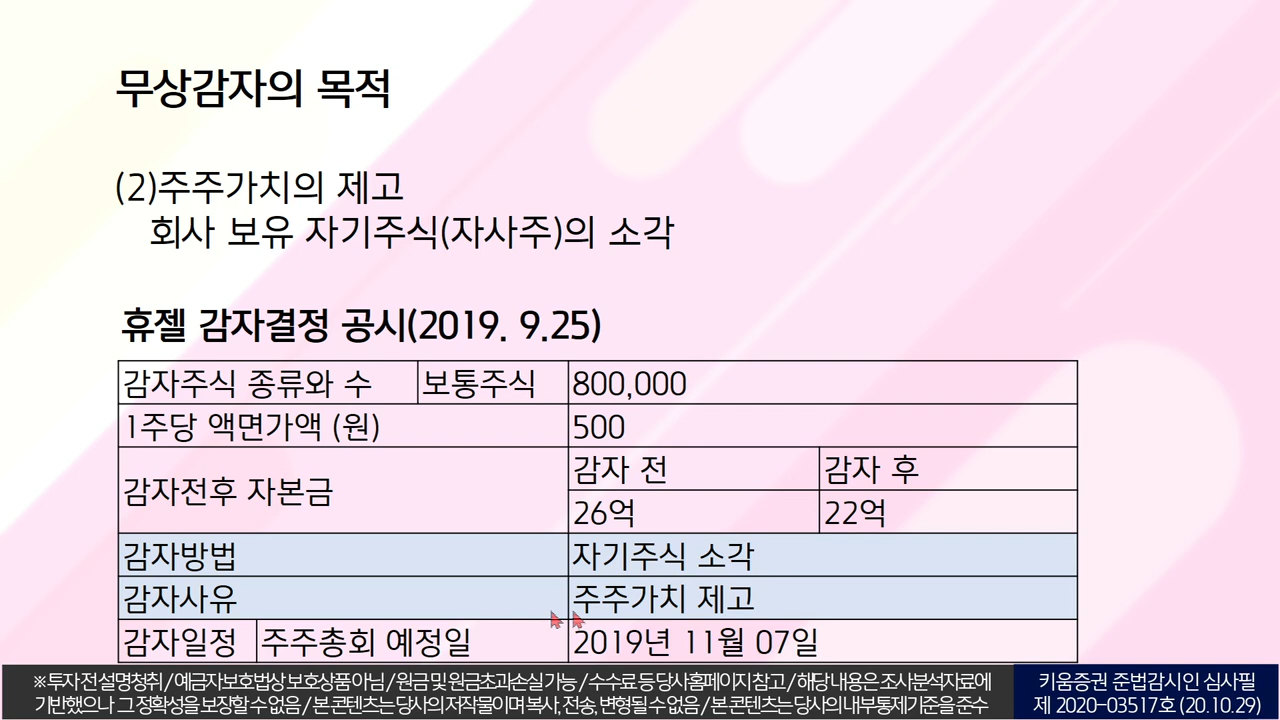 무상감자의 목적
(2)주주가치의 제고
회사 보유 자기주식(자사주)의 소각
휴젤 감자결정 공시(2019. 9.25)
감자주식 종류와 수 보통주식 800,000
1주당 액면가액 (원) 500
감자전후 자본금 감자 전 감자 후
26억 22억
감자방법 자기주식 소각
감자사유 주주가치 제고
감자일정 주주총회 예정일 2019년 11월 07일
※투자 전 설명청취 / 예금자보호법상 보호상품 아님 / 원금 및 원금초과손실 가능 / 수수료 등 당사홈페이지 참고 / 해당 내용은 조사분석자료에
기반했으나 그 정확성을 보장할 수 없음 / 본 콘텐츠는 당사의 저작물이며 복사, 전송, 변형될 수 없음 / 본 콘텐츠는 당사의 내부통제기준을 준수
키움증권 준법감시인 심사필
제 2020-03517호 (20.10.29)